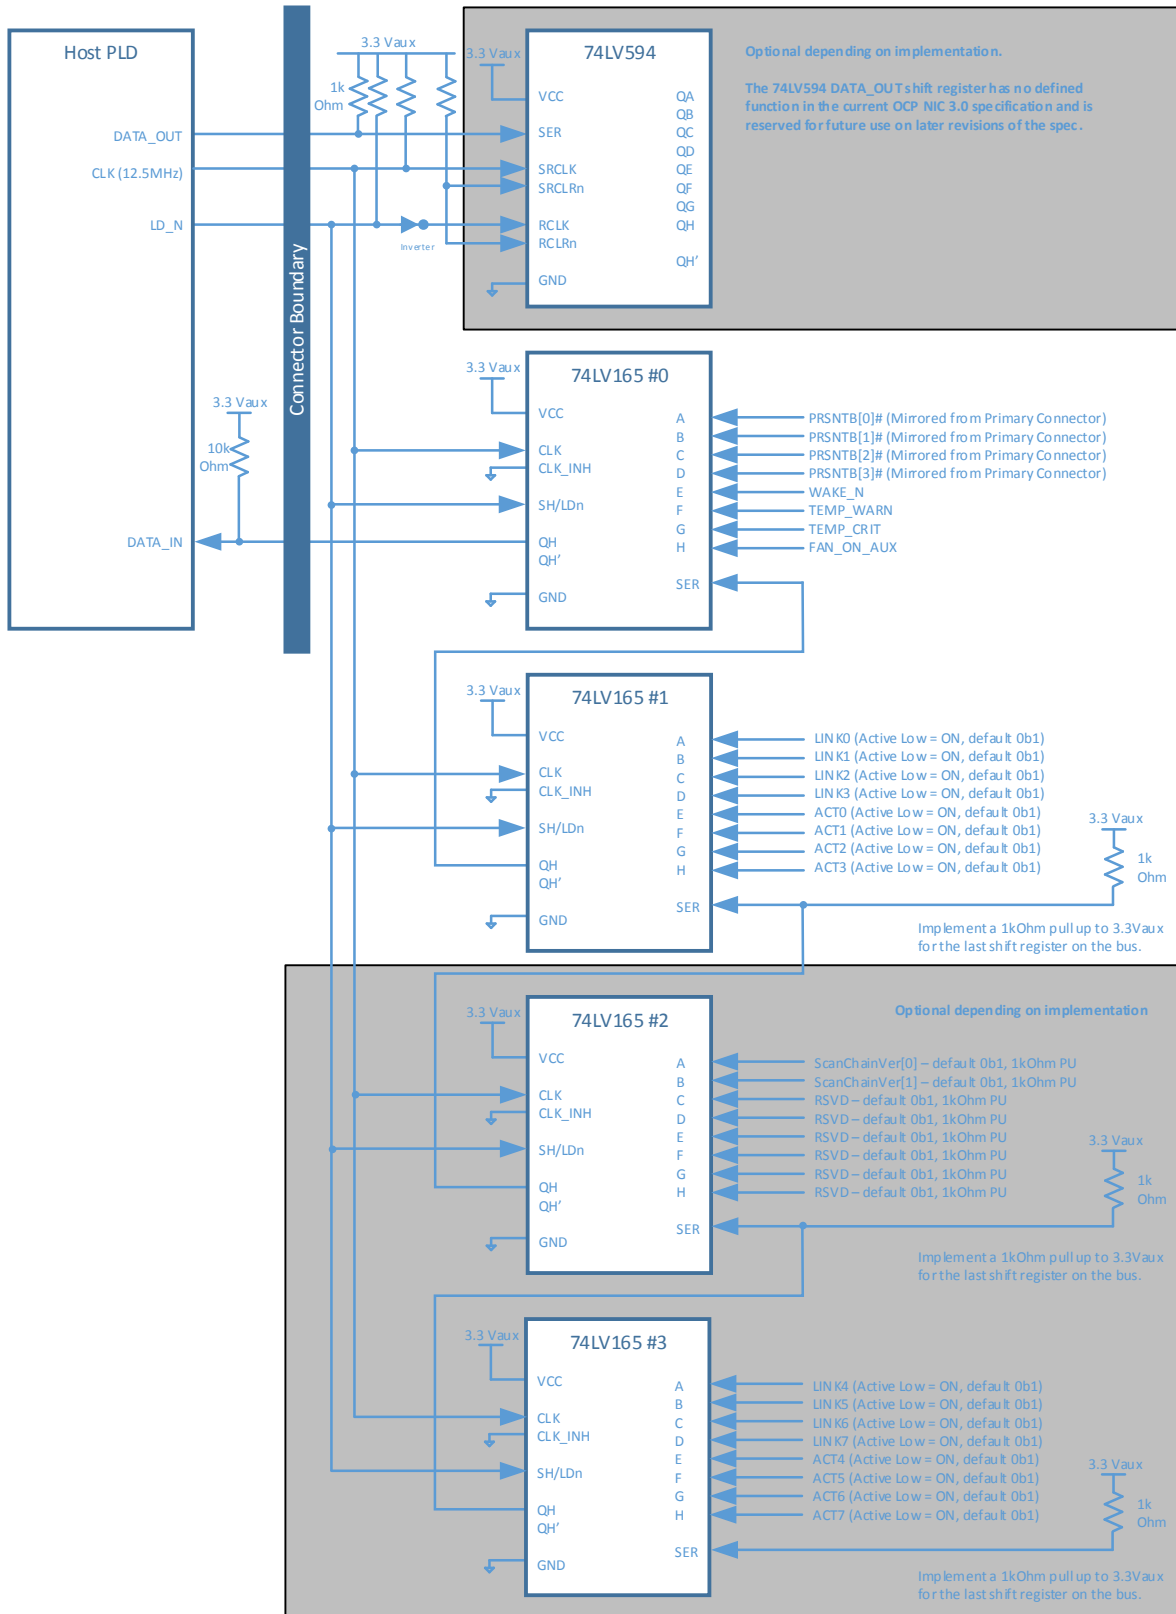 Host PLD
DATA_OUT
CLK (12.5MHz)
LD_N
DATA_IN
3.3 Vaux
10k
Ohm
Connector Boundary
3.3 Vaux
1k
Ohm
Inverter
3.3 Vaux
74LV594
VCC
SER
SRCLK
SRCLRn
RCLK
RCLRn
GND
QA
QB
QC
QD
QE
QF
QG
QH
QH'
Optional depending on implementation.
The 74LV594 DATA_OUT shift register has no defined
function in the current OCP NIC 3.0 specification and is
reserved for future use on later revisions of the spec.
3.3 Vaux
74LV165 #0
VCC
CLK
CLK_INH
SH/LDn
QH
QH'
GND
A
B
C
D
E
F
G
H
SER
PRSNTB[0]# (Mirrored from Primary Connector)
PRSNTB[1]# (Mirrored from Primary Connector)
PRSNTB[2]# (Mirrored from Primary Connector)
PRSNTB[3]# (Mirrored from Primary Connector)
WAKE_N
TEMP_WARN
TEMP_CRIT
FAN_ON_AUX
3.3 Vaux
74LV165 #1
VCC
CLK
CLK_INH
SH/LDn
QH
QH'
GND
A
B
C
D
E
F
G
H
SER
LINK0 (Active Low = ON, default 0b1)
LINK1 (Active Low = ON, default 0b1)
LINK2 (Active Low = ON, default 0b1)
LINK3 (Active Low = ON, default 0b1)
ACT0 (Active Low = ON, default 0b1)
ACT1 (Active Low = ON, default 0b1)
ACT2 (Active Low = ON, default 0b1)
ACT3 (Active Low = ON, default 0b1)
3.3 Vaux
1k
Ohm
Implement a 1kOhm pull up to 3.3Vaux
for the last shift register on the bus.
Optional depending on implementation
3.3 Vaux
74LV165 #2
VCC
CLK
CLK_INH
SH/LDn
QH
QH'
GND
A
B
C
D
E
F
G
H
SER
ScanChainVer[0] – default 0b1, 1kOhm PU
ScanChainVer[1] – default 0b1, 1kOhm PU
RSVD – default 0b1, 1kOhm PU
RSVD – default 0b1, 1kOhm PU
RSVD – default 0b1, 1kOhm PU
RSVD – default 0b1, 1kOhm PU
RSVD – default 0b1, 1kOhm PU
RSVD – default 0b1, 1kOhm PU
3.3 Vaux
1k
Ohm
Implement a 1kOhm pull up to 3.3Vaux
for the last shift register on the bus.
3.3 Vaux
74LV165 #3
VCC
CLK
CLK_INH
SH/LDn
QH
QH'
GND
A
B
C
D
E
F
G
H
SER
LINK4 (Active Low = ON, default 0b1)
LINK5 (Active Low = ON, default 0b1)
LINK6 (Active Low = ON, default 0b1)
LINK7 (Active Low = ON, default 0b1)
ACT4 (Active Low = ON, default 0b1)
ACT5 (Active Low = ON, default 0b1)
ACT6 (Active Low = ON, default 0b1)
ACT7 (Active Low = ON, default 0b1)
3.3 Vaux
1k
Ohm
Implement a 1kOhm pull up to 3.3Vaux
for the last shift register on the bus.